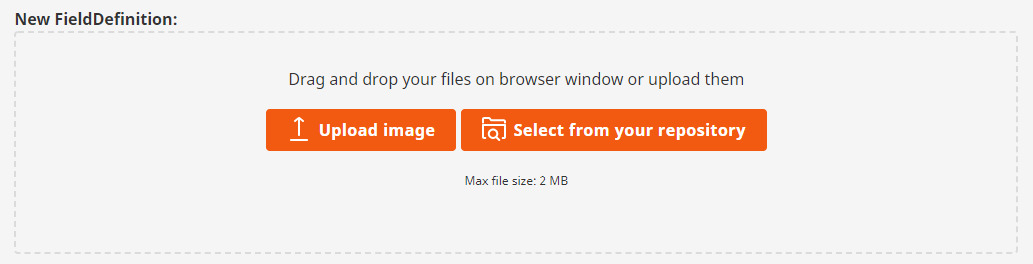 New FieldDefinition:
Drag and drop your files on browser window or upload them
Upload image
Select from your repository
Max file size: 2 MB